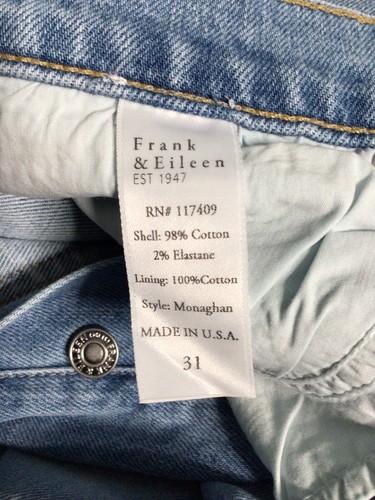 Frank
& Eileen
EST 1947
RN# 117409
Shell: 98% Cotton
2% Elastane
Lining: 100%Cotton
Style: Monaghan
MADE IN U.S.A.
31